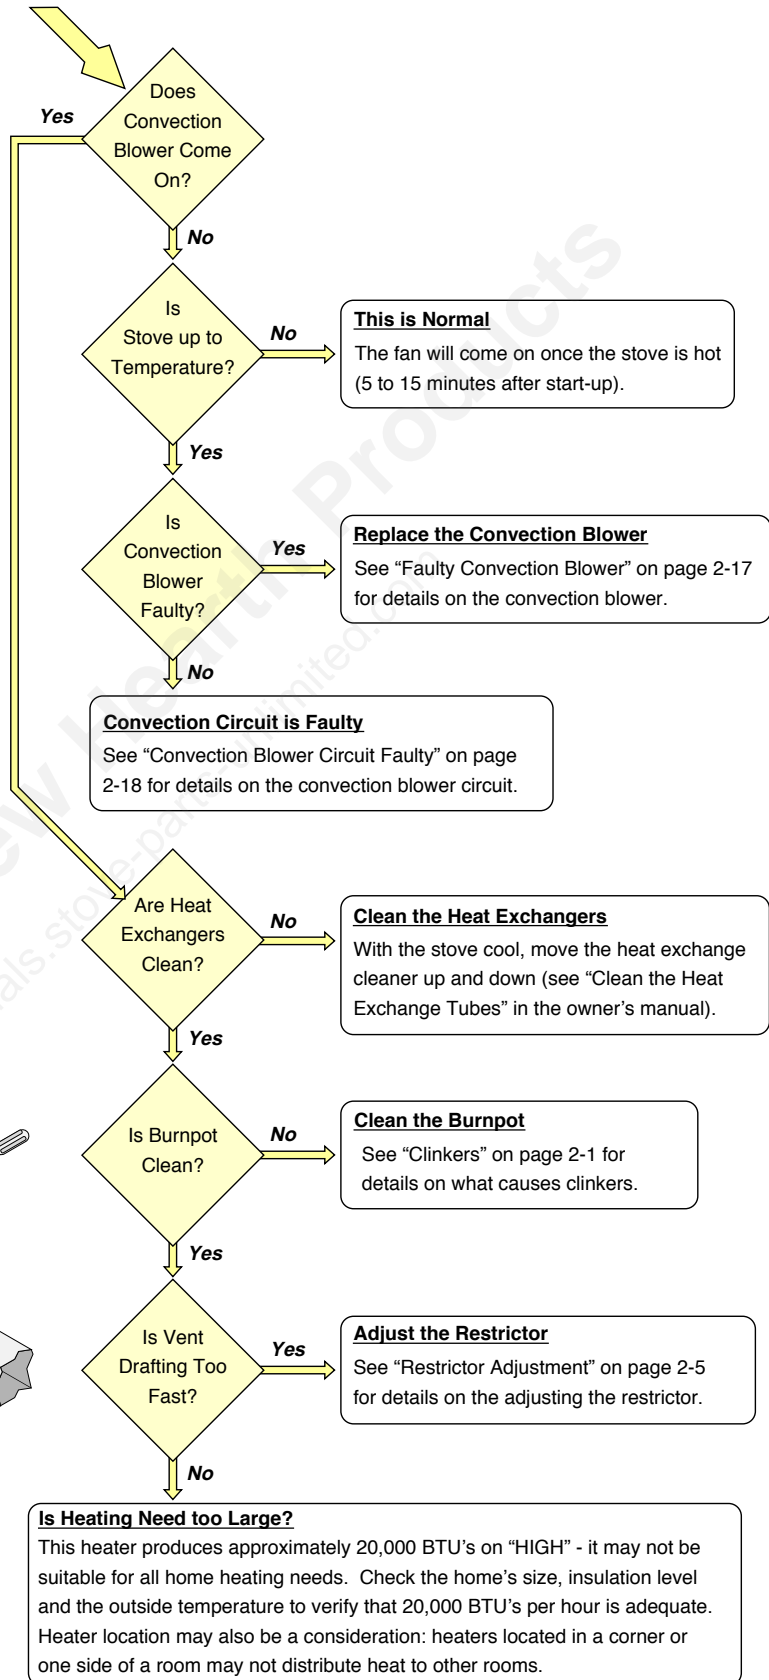 Does
Convection
Blower Come
On?
Yes
No
Is
Stove up to
Temperature?
No
This is Normal
The fan will come on once the stove is hot
(5 to 15 minutes after start-up).
Yes
Is
Convection
Blower
Faulty?
Yes
Replace the Convection Blower
See “Faulty Convection Blower” on page 2-17
for details on the convection blower.
No
Convection Circuit is Faulty
See “Convection Blower Circuit Faulty” on page
2-18 for details on the convection blower circuit.
Are Heat
Exchangers
Clean?
No
Clean the Heat Exchangers
With the stove cool, move the heat exchange
cleaner up and down (see “Clean the Heat
Exchange Tubes” in the owner’s manual).
Yes
Is Burnpot
Clean?
No
Clean the Burnpot
See “Clinkers” on page 2-1 for
details on what causes clinkers.
Yes
Is Vent
Drafting Too
Fast?
Yes
Adjust the Restrictor
See “Restrictor Adjustment” on page 2-5
for details on the adjusting the restrictor.
No
Is Heating Need too Large?
This heater produces approximately 20,000 BTU’s on “HIGH” - it may not be
suitable for all home heating needs.  Check the home’s size, insulation level
and the outside temperature to verify that 20,000 BTU’s per hour is adequate.
Heater location may also be a consideration: heaters located in a corner or
one side of a room may not distribute heat to other rooms.
Hearth Products
stove-parts-unlimited.com